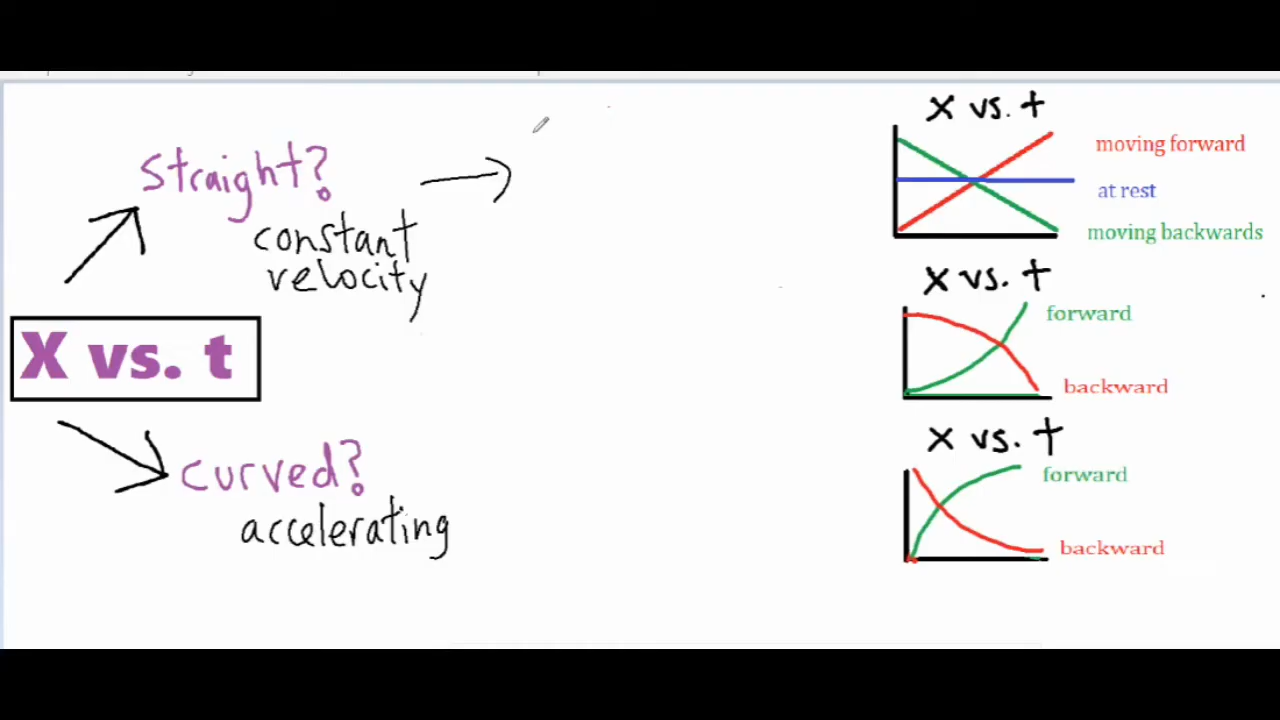 straight?
constant
velocity
X vs. t
curved?
accelerating
X vs. t
moving forward
at rest
moving backwards
X vs. t
forward
backward
X vs. t
forward
backward